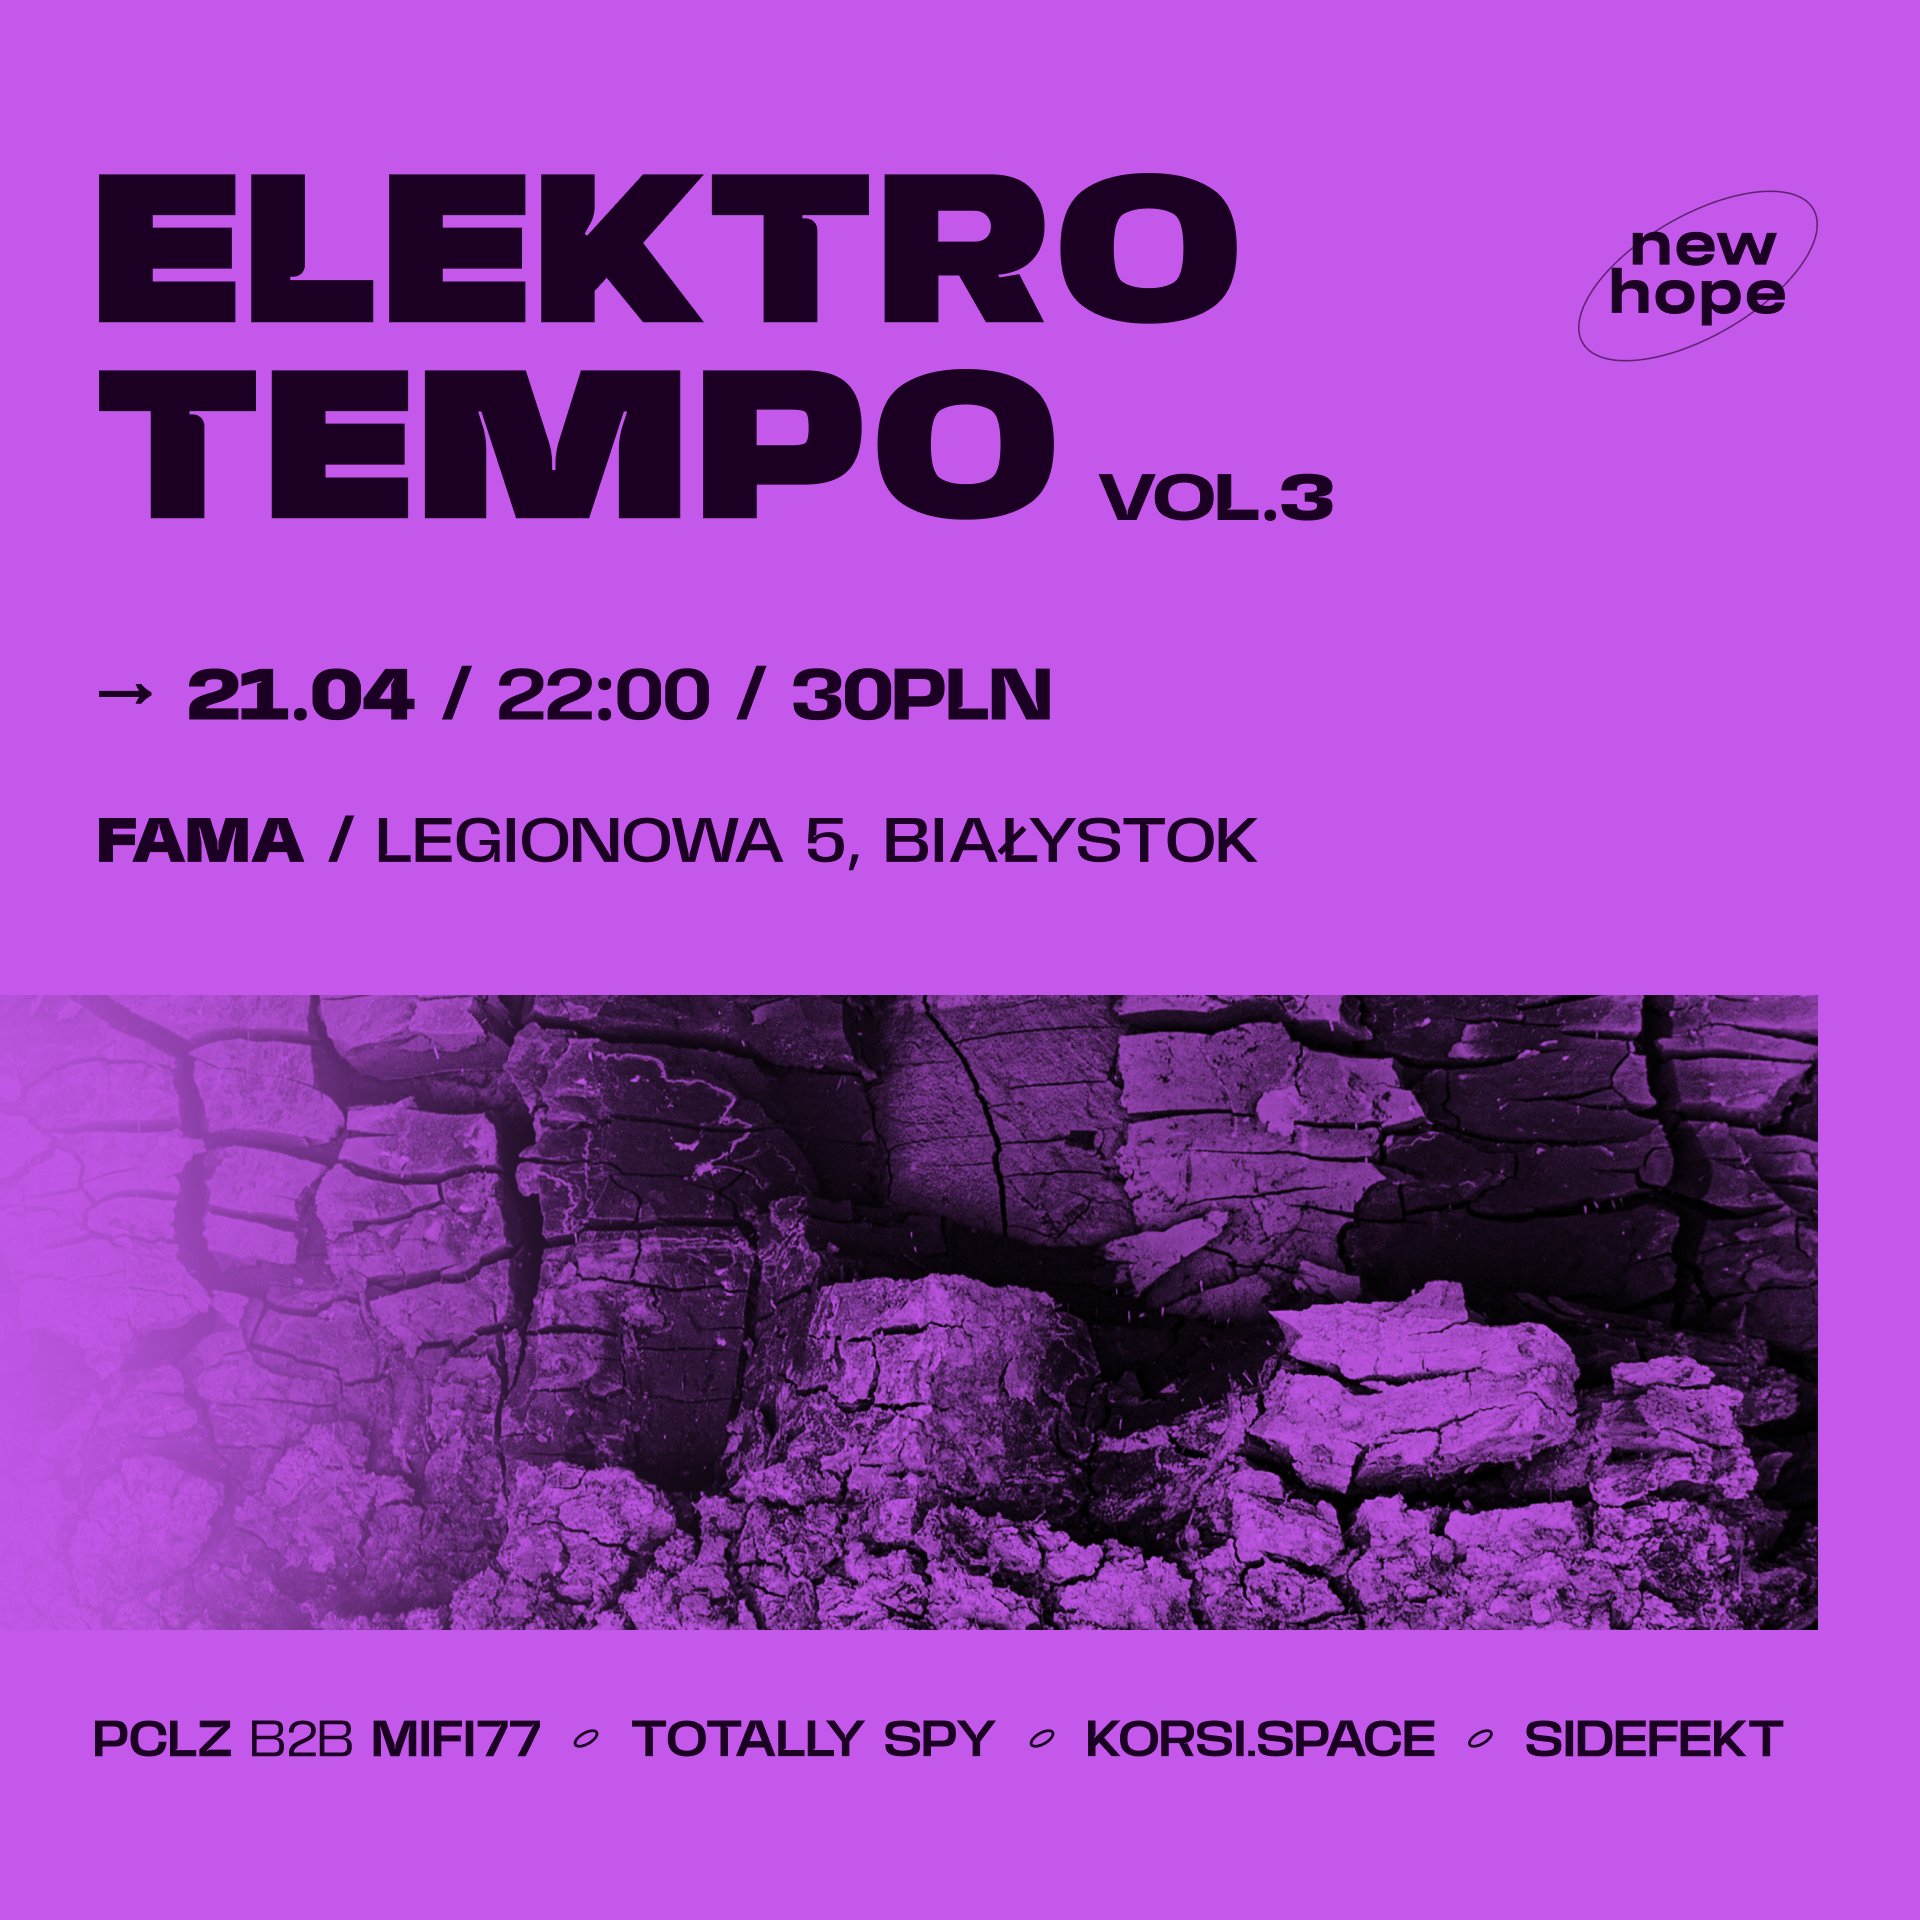 ELEKTRO
TEMPO VOL.3
new
hope
→ 21.04 / 22:00 / 30PLN
FAMA / LEGIONOWA 5, BIAŁYSTOK
PCLZ B2B MIFI77 TOTALLY SPY KORSI.SPACE SIDEFEKT